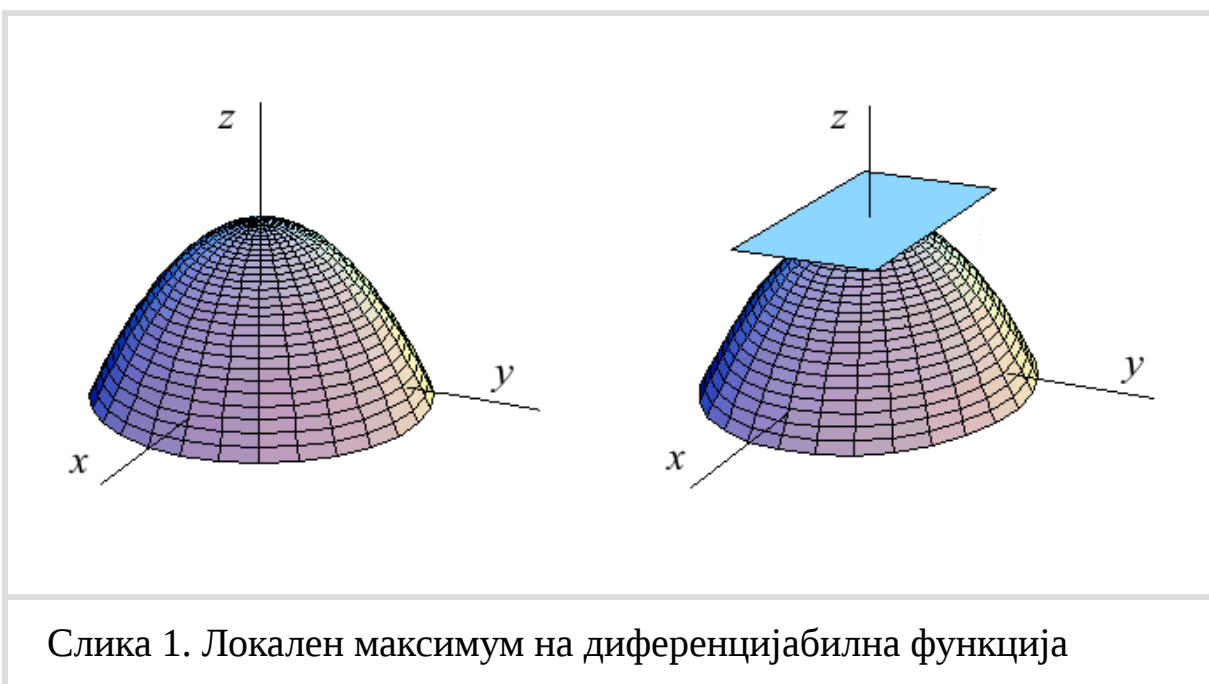 z
y
x
z
y
x
Слика 1. Локален максимум на диференцијабилна функција